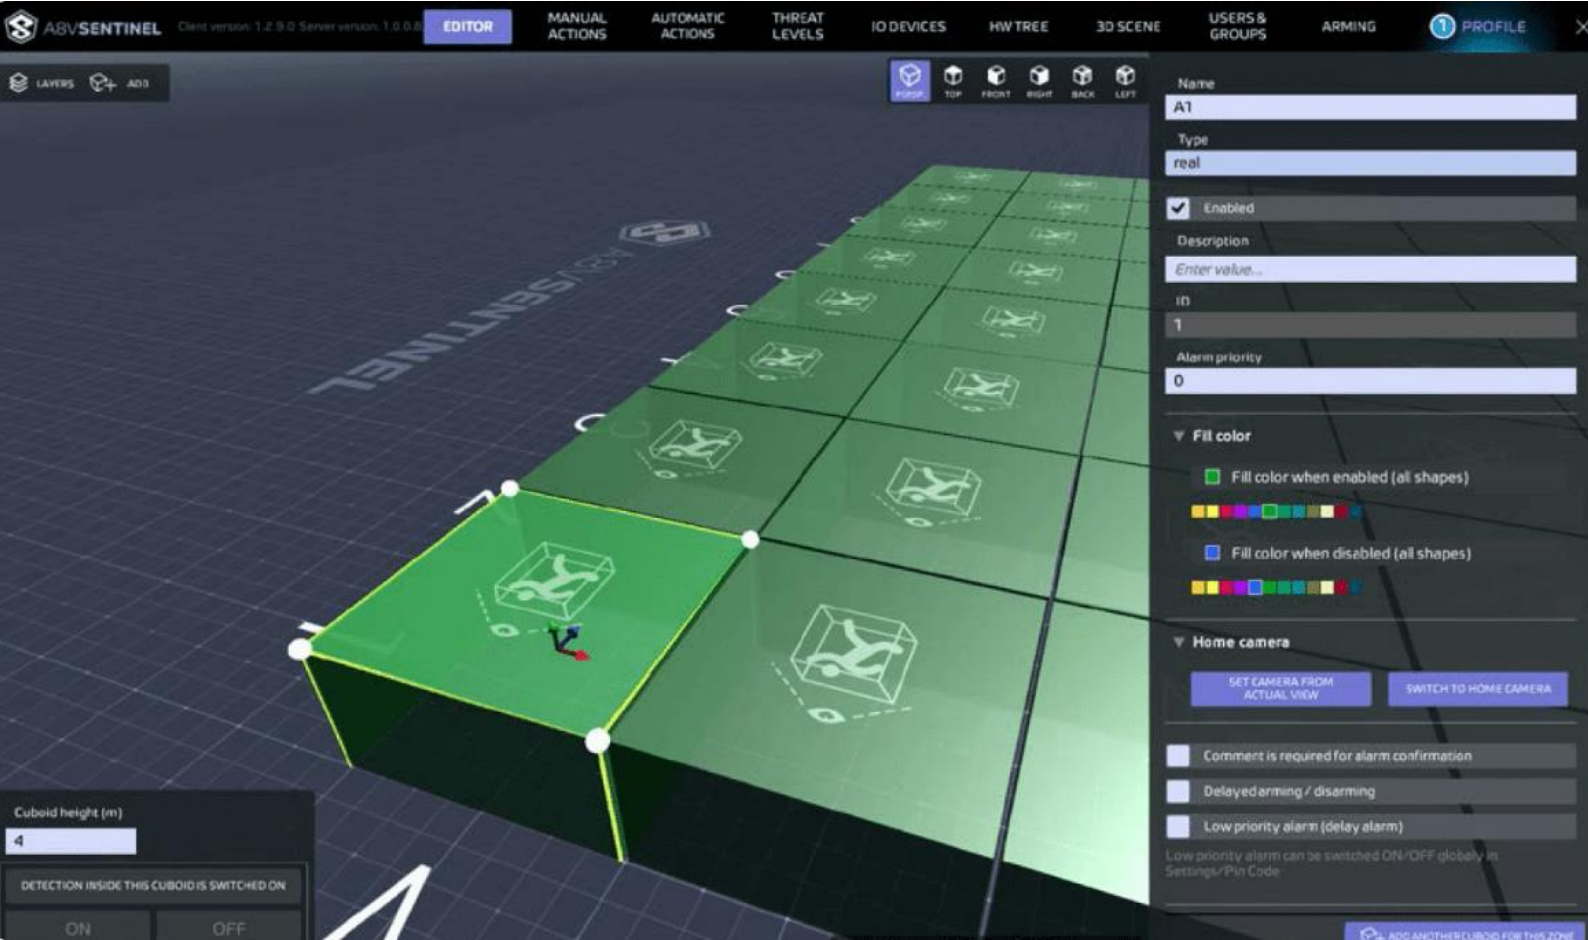 ABVSENTINEL
Client version: 1.2.9.0 Server version: 1.0.0.8
EDITOR
MANUAL
ACTIONS
AUTOMATIC
ACTIONS
THREAT
LEVELS
IO DEVICES
HW TREE
3D SCENE
USERS &
GROUPS
ARMING
1 PROFILE
LAYERS
ADD
PERSP
TOP
FRONT
RIGHT
BACK
LEFT
Name
A1
Type
real
Enabled
Description
Enter value...
ID
1
Alarm priority
0
Fill color
Fill color when enabled (all shapes)
Fill color when disabled (all shapes)
Home camera
SET CAMERA FROM
ACTUAL VIEW
SWITCH TO HOME CAMERA
Comment is required for alarm confirmation
Delayed arming / disarming
Low priority alarm (delay alarm)
Low priority alarm can be switched ON/OFF globaly in
Settings/Pin Code
ADD ANOTHER CUBOID FOR THIS ZONE
ABVSENTINEL
Cuboid height (m)
4
DETECTION INSIDE THIS CUBOID IS SWITCHED ON
ON
OFF